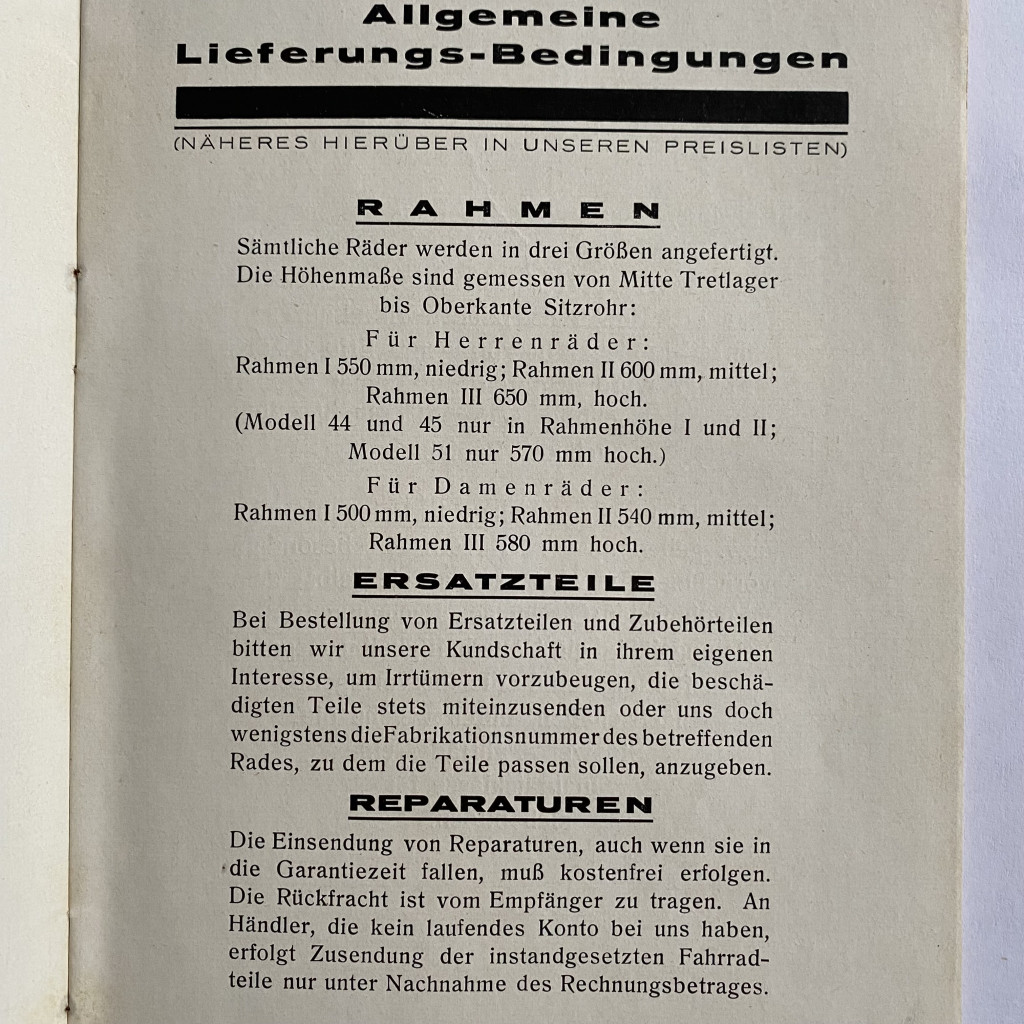 Allgemeine
Lieferungs-Bedingungen
(NÄHERES HIERÜBER IN UNSEREN PREISLISTEN)
RAHMEN
Sämtliche Räder werden in drei Größen angefertigt.
Die Höhenmaße sind gemessen von Mitte Tretlager
bis Oberkante Sitzrohr:
Für Herrenräder:
Rahmen I 550 mm, niedrig; Rahmen II 600 mm, mittel;
Rahmen III 650 mm, hoch.
(Modell 44 und 45 nur in Rahmenhöhe I und II;
Modell 51 nur 570 mm hoch.)
Für Damenräder:
Rahmen I 500 mm, niedrig; Rahmen II 540 mm, mittel;
Rahmen III 580 mm hoch.
ERSATZTEILE
Bei Bestellung von Ersatzteilen und Zubehörteilen
bitten wir unsere Kundschaft in ihrem eigenen
Interesse, um Irrtümern vorzubeugen, die beschä-
digten Teile stets miteinzusenden oder uns doch
wenigstens die Fabrikationsnummer des betreffenden
Rades, zu dem die Teile passen sollen, anzugeben.
REPARATUREN
Die Einsendung von Reparaturen, auch wenn sie in
die Garantiezeit fallen, muß kostenfrei erfolgen.
Die Rückfracht ist vom Empfänger zu tragen. An
Händler, die kein laufendes Konto bei uns haben,
erfolgt Zusendung der instandgesetzten Fahrrad-
teile nur unter Nachnahme des Rechnungsbetrages.